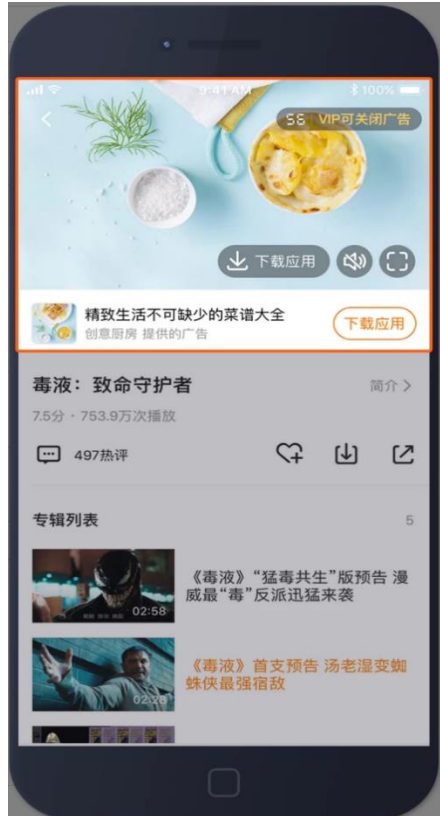 9:41 AM
100%
58 VIP可关闭广告
下载应用
精致生活不可缺少的菜谱大全
创意厨房 提供的广告
下载应用
毒液：致命守护者
简介
7.5分·753.9万次播放
497热评
专辑列表
5
《毒液》“猛毒共生”版预告 漫
威最“毒”反派迅猛来袭
02:58
《毒液》首支预告 汤老湿变蜘
蛛侠最强宿敌
02:28